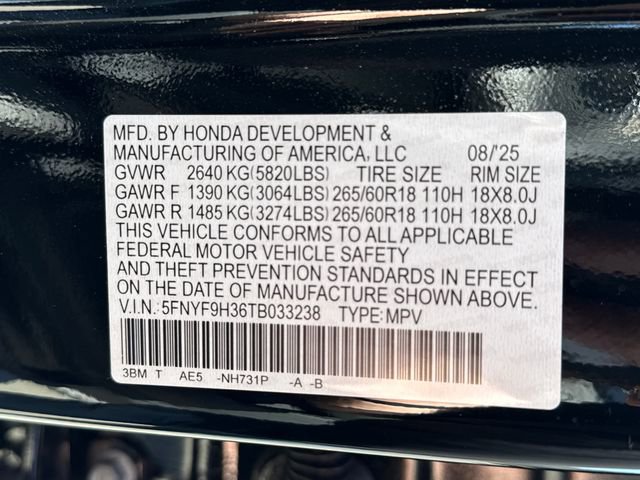 MFD. BY HONDA DEVELOPMENT &
MANUFACTURING OF AMERICA, LLC 08/'25
GVWR 2640 KG(5820LBS) TIRE SIZE RIM SIZE
GAWR F 1390 KG(3064LBS) 265/60R18 110H 18X8.0J
GAWR R 1485 KG(3274LBS) 265/60R18 110H 18X8.0J
THIS VEHICLE CONFORMS TO ALL APPLICABLE
FEDERAL MOTOR VEHICLE SAFETY
AND THEFT PREVENTION STANDARDS IN EFFECT
ON THE DATE OF MANUFACTURE SHOWN ABOVE.
V.I.N.: 5FNYF9H36TB033238 TYPE: MPV
3BM T AE5 -NH731P -A -B